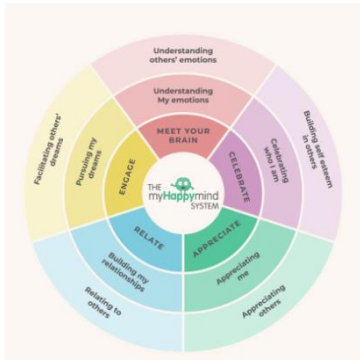 Understanding
others' emotions
Understanding
My emotions
MEET YOUR
BRAIN
CELEBRATE
Celebrating
who I am
Building self esteem
in others
APPRECIATE
Appreciating
me
Appreciating
others
RELATE
Building my
relationships
Relating to
others
ENGAGE
Pursuing my
dreams
Facilitating others'
dreams
THE
myHappymind
SYSTEM